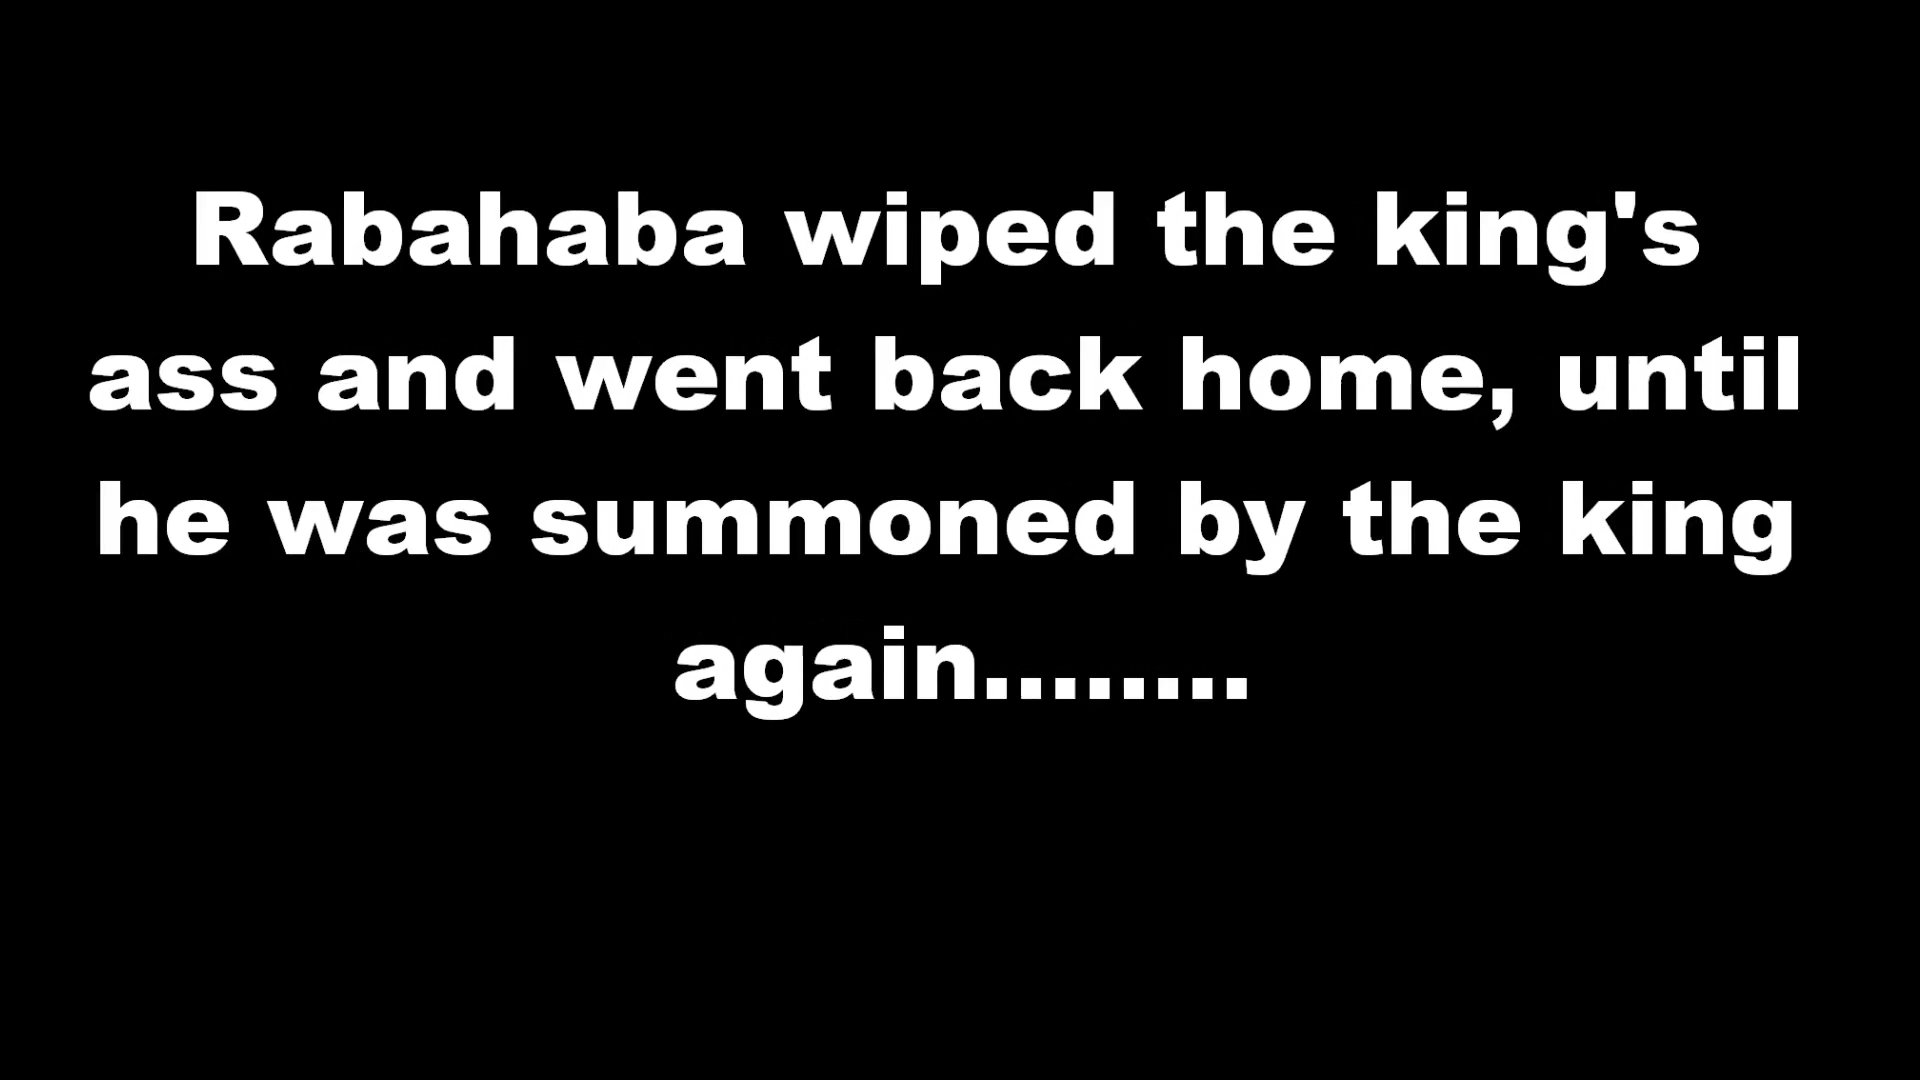 Rabahaba wiped the king's
ass and went back home, until
he was summoned by the king
again........